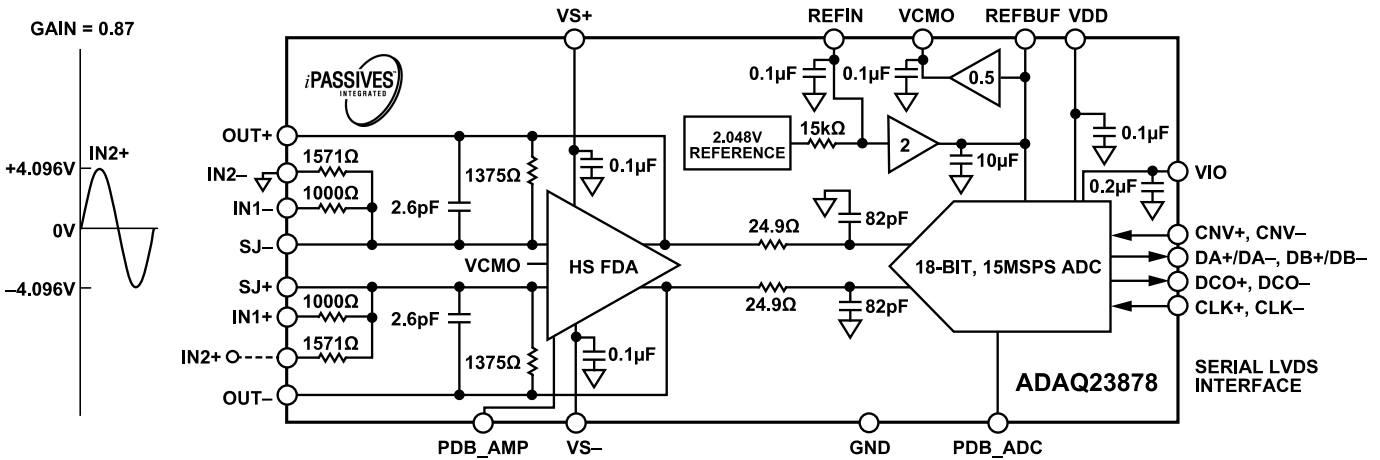 GAIN = 0.87
IN2+
+4.096V
0V
–4.096V
VS+
REFIN
VCMO
REFBUF
VDD
iPASSIVES™
INTEGRATED
0.1µF
0.1µF
0.5
2.048V
REFERENCE
15kΩ
2
10µF
0.1µF
0.2µF
VIO
OUT+
1571Ω
IN2–
1000Ω
IN1–
SJ–
2.6pF
1375Ω
0.1µF
VCMO
HS FDA
24.9Ω
82pF
18-BIT, 15MSPS ADC
CNV+, CNV–
DA+/DA–, DB+/DB–
DCO+, DCO–
CLK+, CLK–
SJ+
1000Ω
IN1+
IN2+
1571Ω
OUT–
2.6pF
1375Ω
0.1µF
24.9Ω
82pF
ADAQ23878
SERIAL LVDS
INTERFACE
PDB_AMP
VS–
GND
PDB_ADC